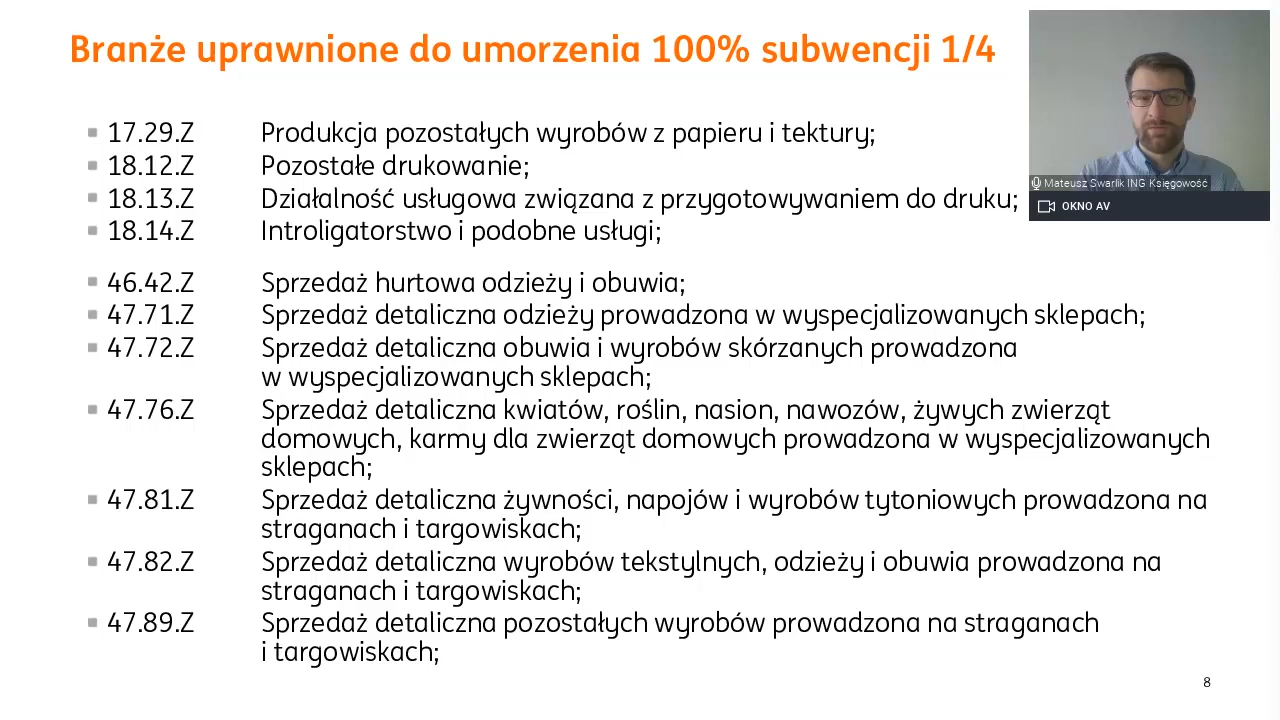 Branże uprawnione do umorzenia 100% subwencji 1/4
17.29.Z Produkcja pozostałych wyrobów z papieru i tektury;
18.12.Z Pozostałe drukowanie;
18.13.Z Działalność usługowa związana z przygotowywaniem do druku;
18.14.Z Introligatorstwo i podobne usługi;
46.42.Z Sprzedaż hurtowa odzieży i obuwia;
47.71.Z Sprzedaż detaliczna odzieży prowadzona w wyspecjalizowanych sklepach;
47.72.Z Sprzedaż detaliczna obuwia i wyrobów skórzanych prowadzona
w wyspecjalizowanych sklepach;
47.76.Z Sprzedaż detaliczna kwiatów, roślin, nasion, nawozów, żywych zwierząt
domowych, karmy dla zwierząt domowych prowadzona w wyspecjalizowanych
sklepach;
47.81.Z Sprzedaż detaliczna żywności, napojów i wyrobów tytoniowych prowadzona na
straganach i targowiskach;
47.82.Z Sprzedaż detaliczna wyrobów tekstylnych, odzieży i obuwia prowadzona na
straganach i targowiskach;
47.89.Z Sprzedaż detaliczna pozostałych wyrobów prowadzona na straganach
i targowiskach;
Mateusz Swarlik ING Księgowość
OKNO AV
8